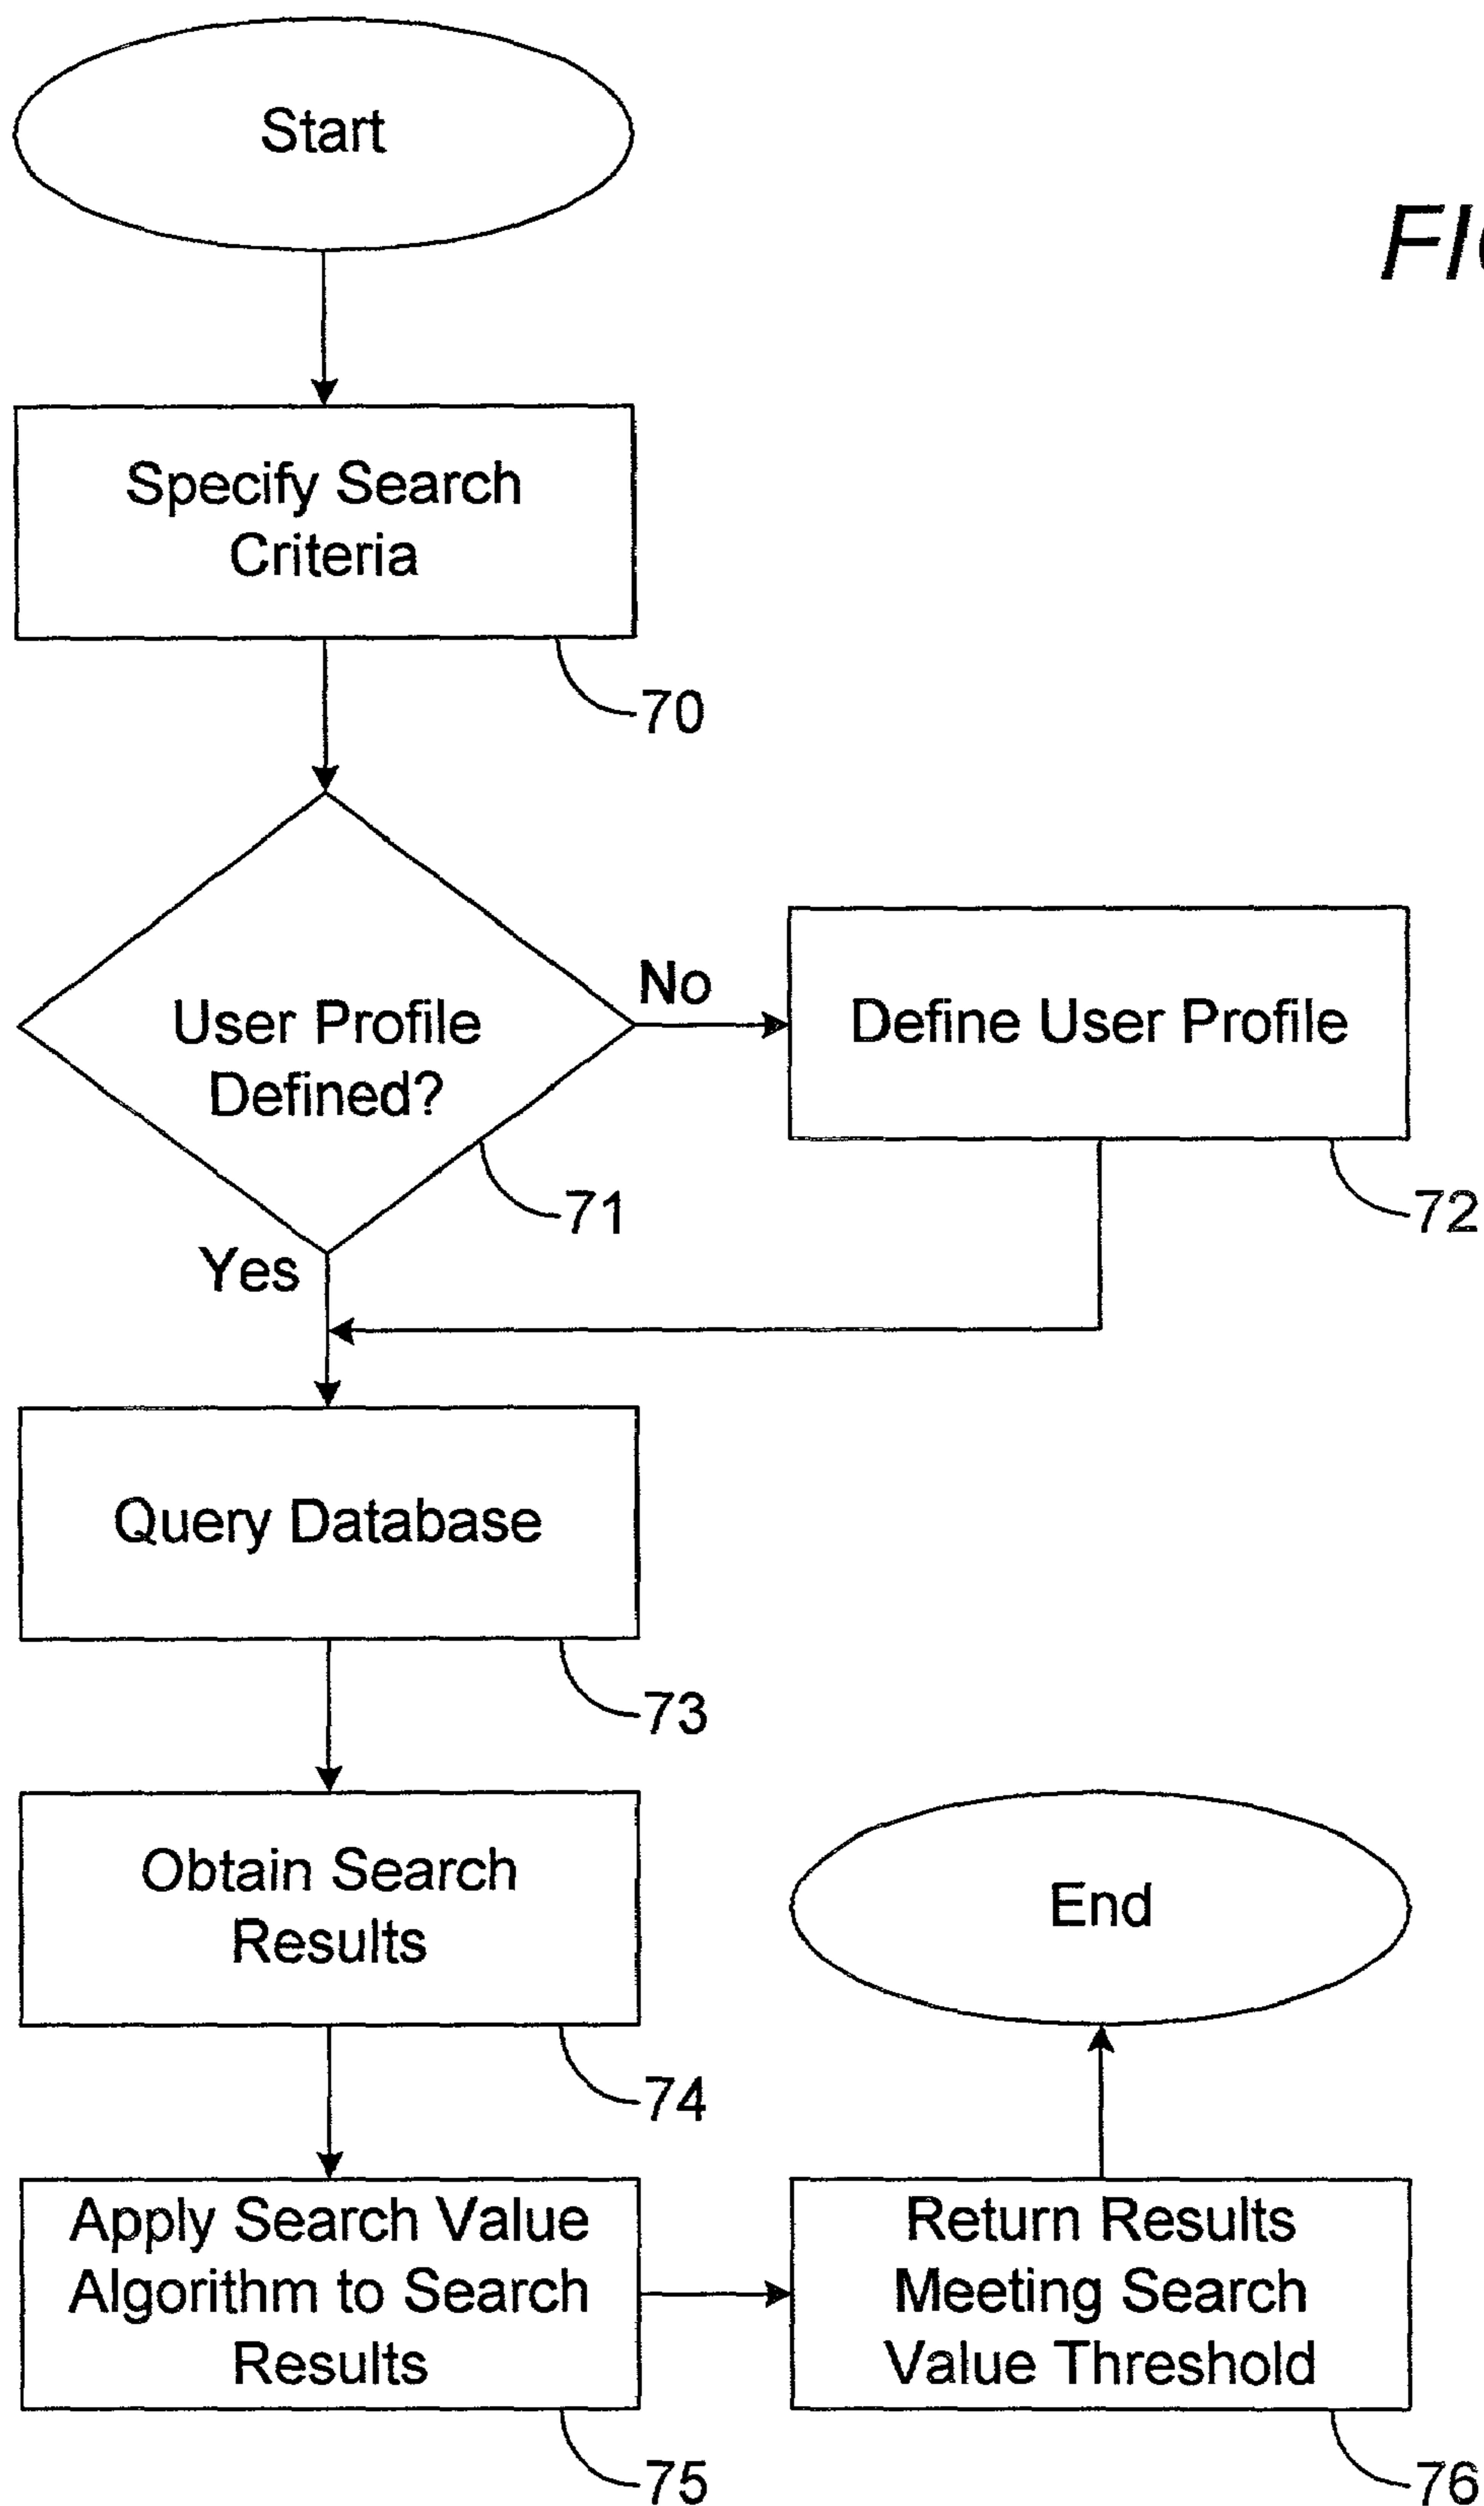 Start
FI
Specify Search
Criteria
70
User Profile
Defined?
No
Define User Profile
71
72
Yes
Query Database
73
Obtain Search
Results
End
74
Apply Search Value
Algorithm to Search
Results
Return Results
Meeting Search
Value Threshold
75
76